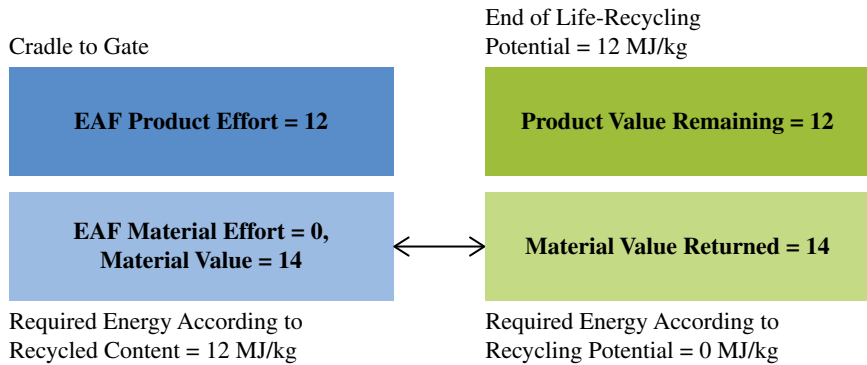 Cradle to Gate
End of Life-Recycling
Potential = 12 MJ/kg
EAF Product Effort = 12
Product Value Remaining = 12
EAF Material Effort = 0,
Material Value = 14
Material Value Returned = 14
Required Energy According to
Recycled Content = 12 MJ/kg
Required Energy According to
Recycling Potential = 0 MJ/kg